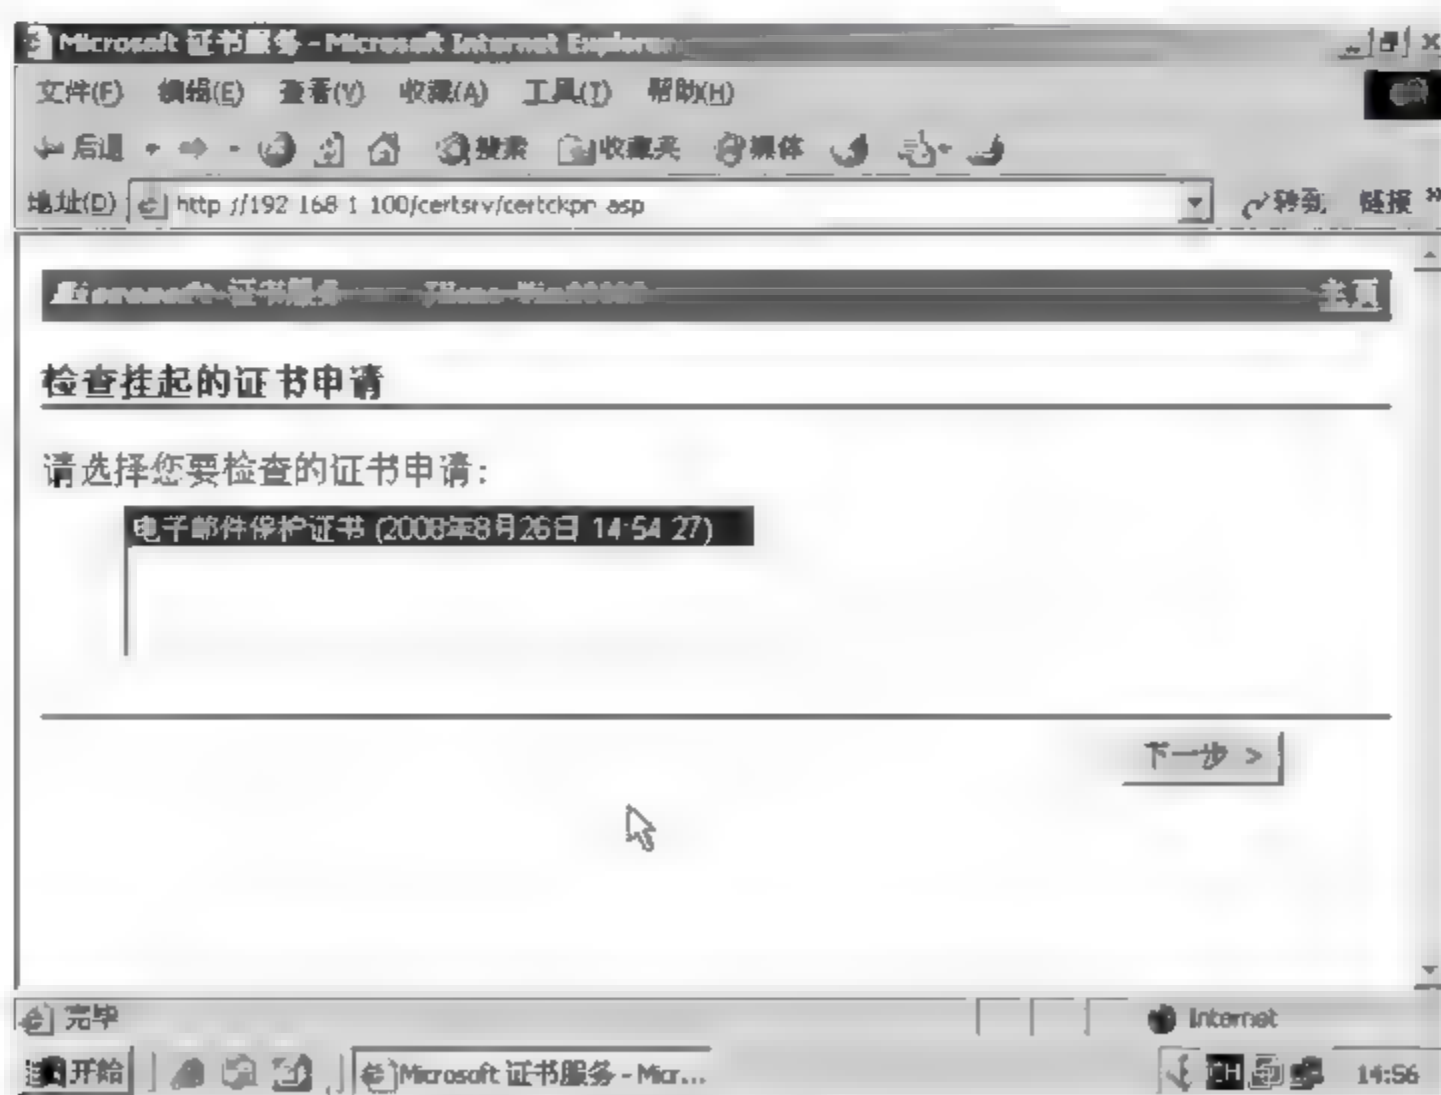 Microsoft 证书服务 - Microsoft Internet Explorer
文件(F) 编辑(E) 查看(V) 收藏(A) 工具(T) 帮助(H)
后退 搜索 收藏夹 媒体
地址(D) http://192.168.1.100/certsrv/certckpn.asp 转到 链接 »
Microsoft 证书服务 主页
检查挂起的证书申请
请选择您要检查的证书申请:
电子邮件保护证书 (2008年8月26日 14:54:27)
下一步 >
完毕 Internet
开始 Microsoft 证书服务 - Micr... CH 14:56